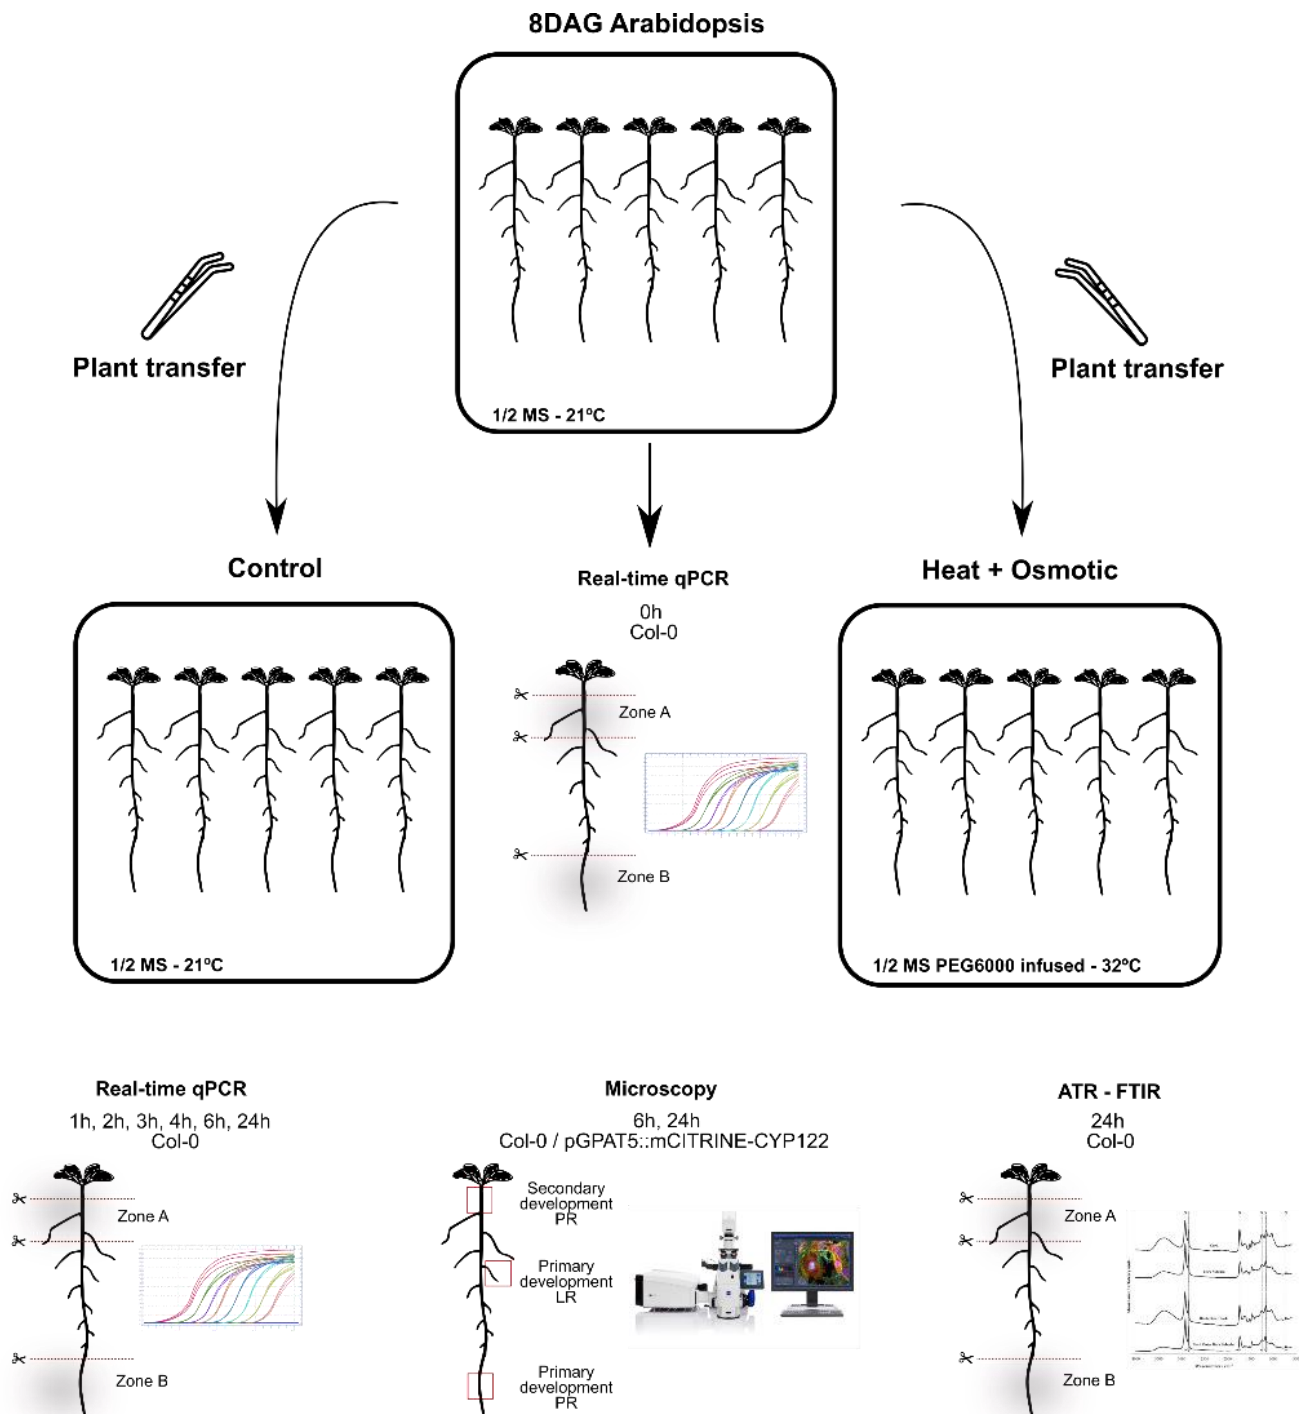 8DAG Arabidopsis
1/2 MS - 21ºC
Plant transfer
Plant transfer
Control
Real-time qPCR
0h
Col-0
Zone A
Zone B
Heat + Osmotic
1/2 MS - 21ºC
1/2 MS PEG6000 infused - 32ºC
Real-time qPCR
1h, 2h, 3h, 4h, 6h, 24h
Col-0
Zone A
Zone B
Microscopy
6h, 24h
Col-0 / pGPAT5::mCITRINE-CYP122
Secondary
development
PR
Primary
development
LR
Primary
development
PR
ATR - FTIR
24h
Col-0
Zone A
Zone B